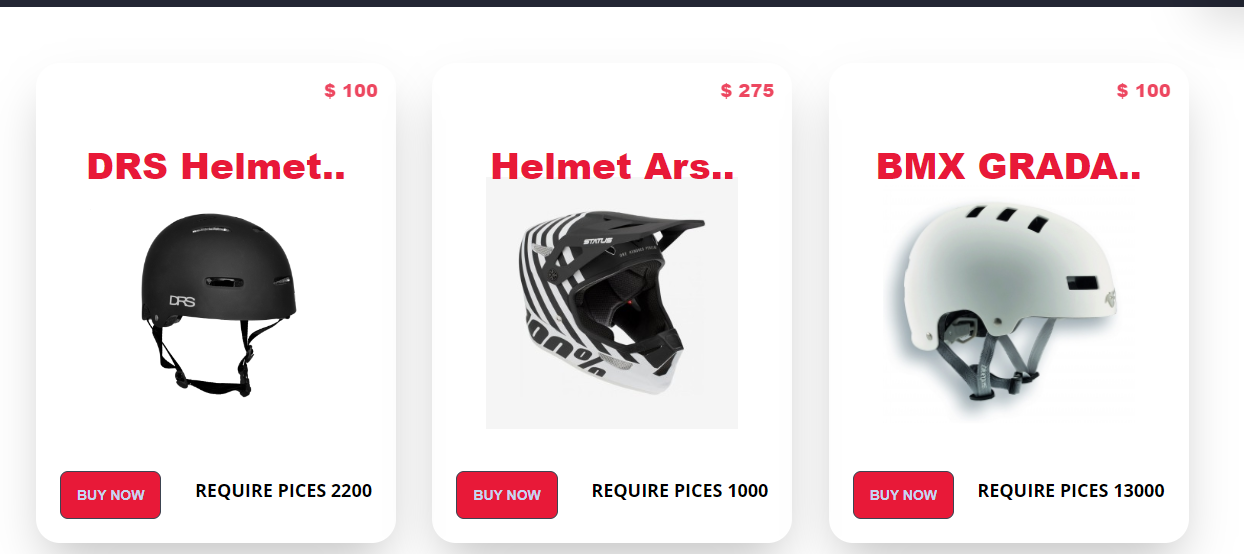 $ 100
DRS Helmet..
DRS
BUY NOW
REQUIRE PICES 2200
$ 275
Helmet Ars..
STATUS
100%
BUY NOW
REQUIRE PICES 1000
$ 100
BMX GRADA..
BUY NOW
REQUIRE PICES 13000